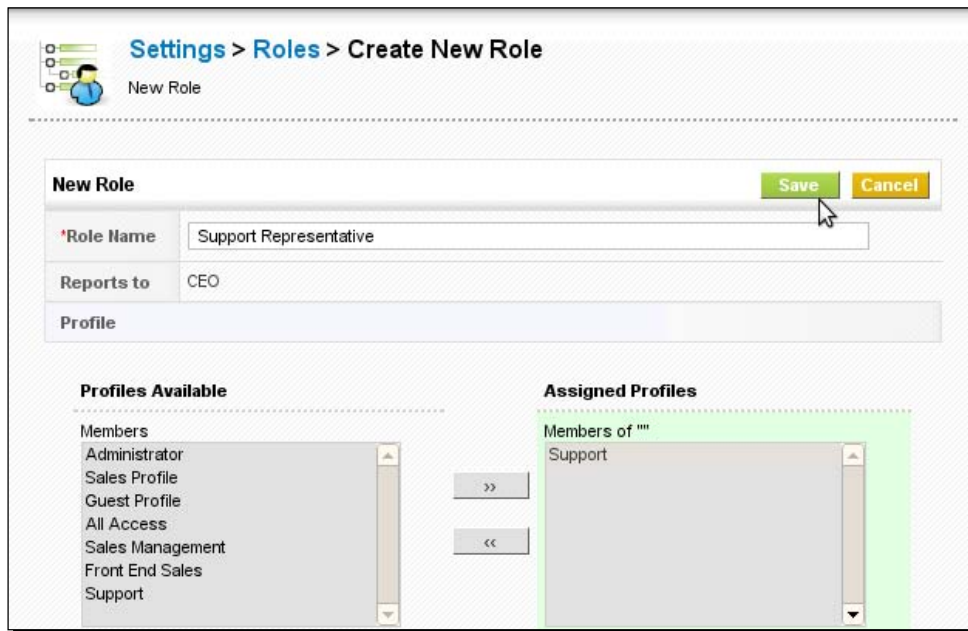 Settings > Roles > Create New Role
New Role
New Role
Save Cancel
*Role Name Support Representative
Reports to CEO
Profile
Profiles Available
Members
Administrator
Sales Profile
Guest Profile
All Access
Sales Management
Front End Sales
Support
>>
<<
Assigned Profiles
Members of ""
Support